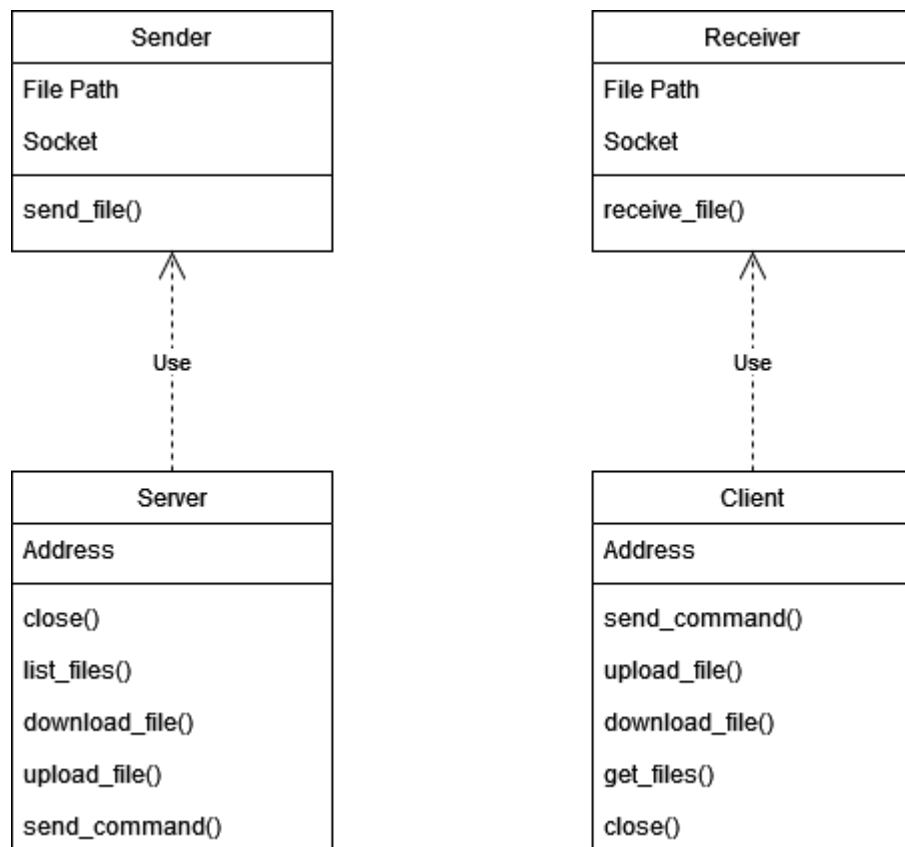 Sender
File Path
Socket
send_file()
Receiver
File Path
Socket
receive_file()
Use
Use
Server
Address
close()
list_files()
download_file()
upload_file()
send_command()
Client
Address
send_command()
upload_file()
download_file()
get_files()
close()